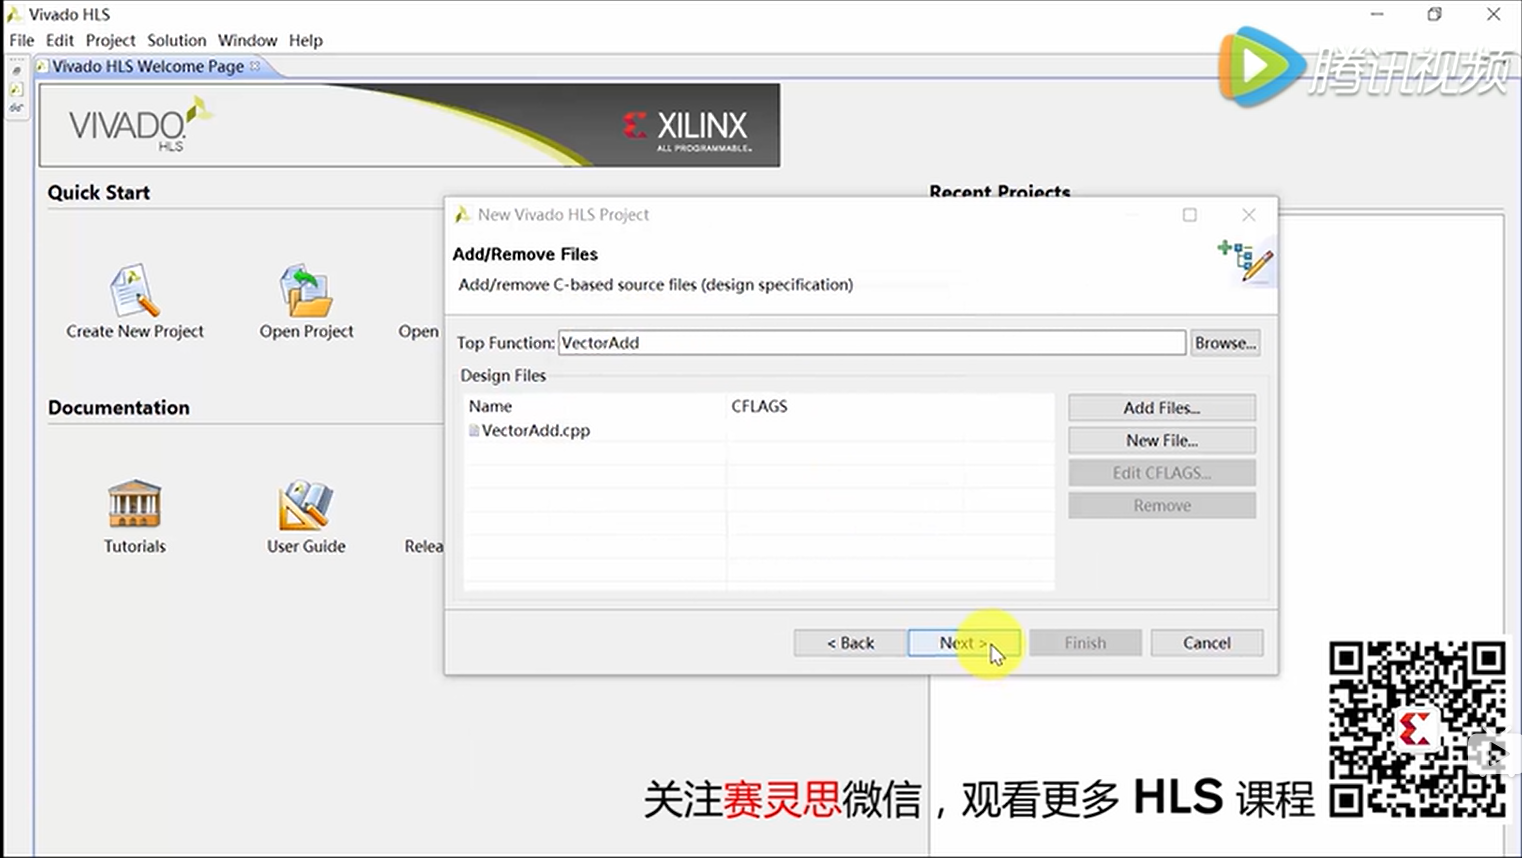 Vivado HLS
File Edit Project Solution Window Help
Vivado HLS Welcome Page
腾讯视频
VIVADO HLS
XILINX
ALL PROGRAMMABLE.
Quick Start
Recent Projects
New Vivado HLS Project
Add/Remove Files
Add/remove C-based source files (design specification)
Create New Project
Open Project
Open
Top Function: VectorAdd Browse...
Design Files
Name CFLAGS
VectorAdd.cpp
Add Files...
New File...
Edit CFLAGS...
Remove
Documentation
Tutorials
User Guide
Relea
< Back Next > Finish Cancel
关注赛灵思微信，观看更多 HLS 课程